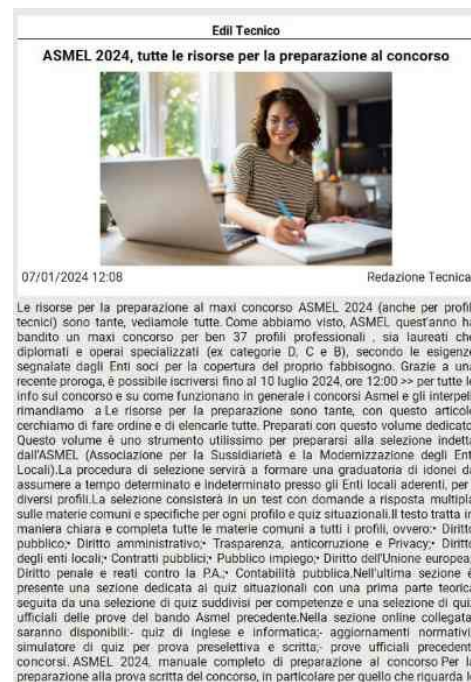 Edil Tecnico
ASMEL 2024, tutte le risorse per la preparazione al concorso
07/01/2024 12:08
Redazione Tecnica
Le risorse per la preparazione al maxi concorso ASMEL 2024 (anche per profili
tecnici) sono tante, vediamole tutte. Come abbiamo visto, ASMEL quest'anno ha
bandito un maxi concorso per ben 37 profili professionali , sia laureati che
diplomati e operai specializzati (ex categorie D, C e B), secondo le esigenze
segnalate dagli Enti soci per la copertura del proprio fabbisogno. Grazie a una
recente proroga, è possibile iscriversi fino al 10 luglio 2024, ore 12:00 >> per tutte le
info sul concorso e su come funzionano in generale i concorsi Asmel e gli interpelli
rimandiamo a Le risorse per la preparazione sono tante, con questo articolo
cerchiamo di fare ordine e di elencarle tutte. Preparati con questo volume dedicato
Questo volume è uno strumento utilissimo per prepararsi alla selezione indetta
dall'ASMEL (Associazione per la Sussidiarietà e la Modernizzazione degli Enti
Locali).La procedura di selezione servirà a formare una graduatoria di idonei da
assumere a tempo determinato e indeterminato presso gli Enti locali aderenti, per i
diversi profili.La selezione consisterà in un test con domande a risposta multipla
sulle materie comuni e specifiche per ogni profilo e quiz situazionali.Il testo tratta in
maniera chiara e completa tutte le materie comuni a tutti i profili, ovvero:• Diritto
pubblico;• Diritto amministrativo;• Trasparenza, anticorruzione e Privacy;• Diritto
degli enti locali;• Contratti pubblici;• Pubblico impiego;• Diritto dell'Unione europea;
Diritto penale e reati contro la P.A.;• Contabilità pubblica.Nell'ultima sezione è
presente una sezione dedicata ai quiz situazionali con una prima parte teorica
seguita da una selezione di quiz suddivisi per competenze e una selezione di quiz
ufficiali delle prove del bando Asmel precedente.Nella sezione online collegata,
saranno disponibili:- quiz di inglese e informatica;- aggiornamenti normativi;
simulatore di quiz per prova preselettiva e scritta;- prove ufficiali precedenti
concorsi. ASMEL 2024, manuale completo di preparazione al concorso Per la
preparazione alla prova scritta del concorso, in particolare per quello che riguarda le